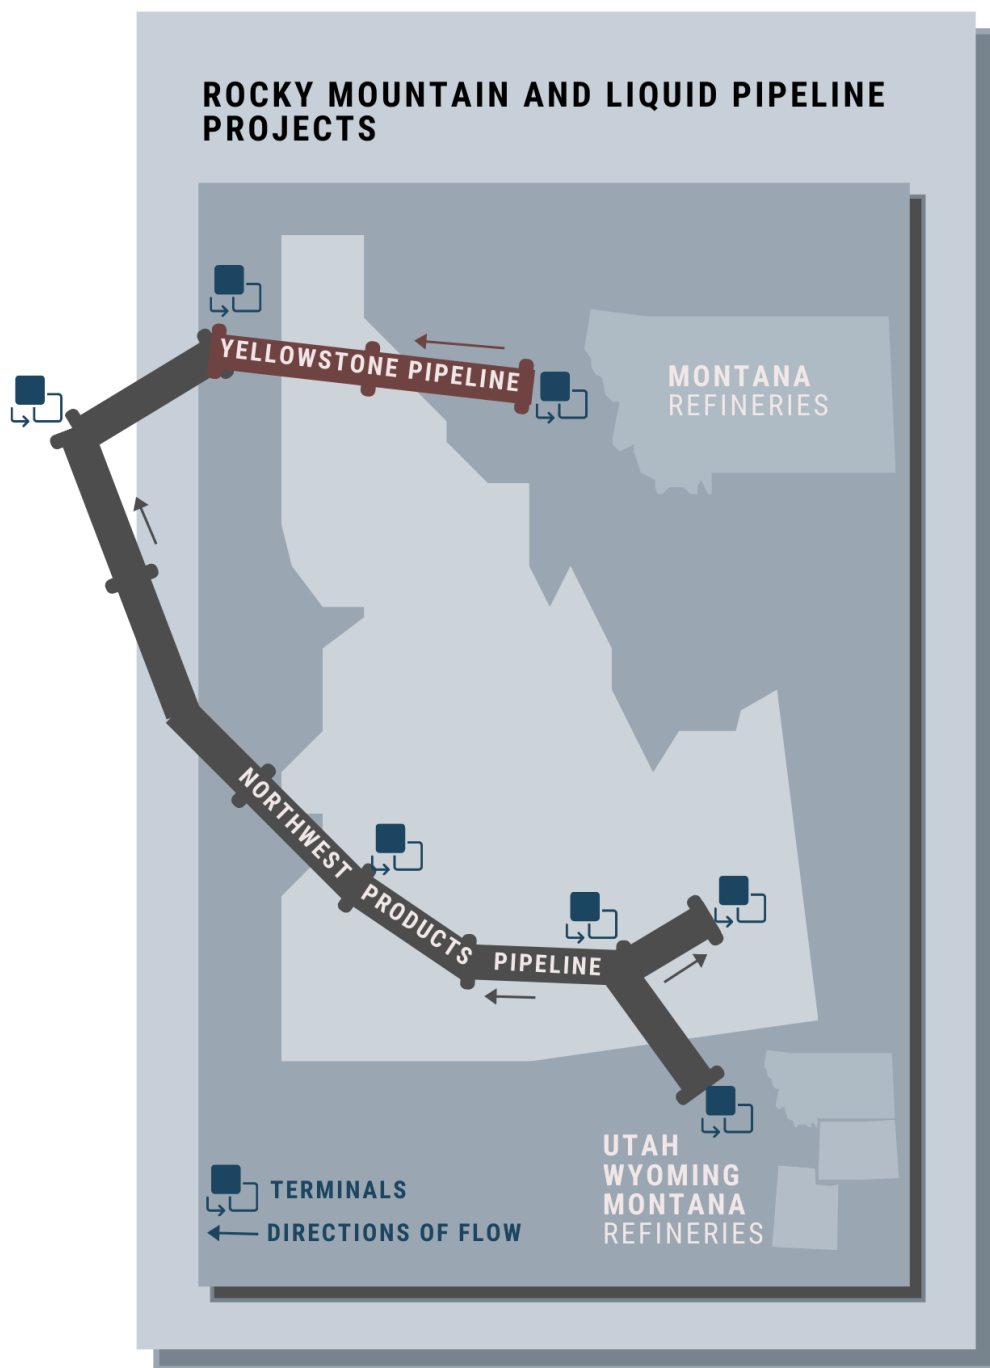 ROCKY MOUNTAIN AND LIQUID PIPELINE
PROJECTS
YELLOWSTONE PIPELINE
MONTANA
REFINERIES
NORTHWEST PRODUCTS PIPELINE
UTAH
WYOMING
MONTANA
REFINERIES
TERMINALS
DIRECTIONS OF FLOW